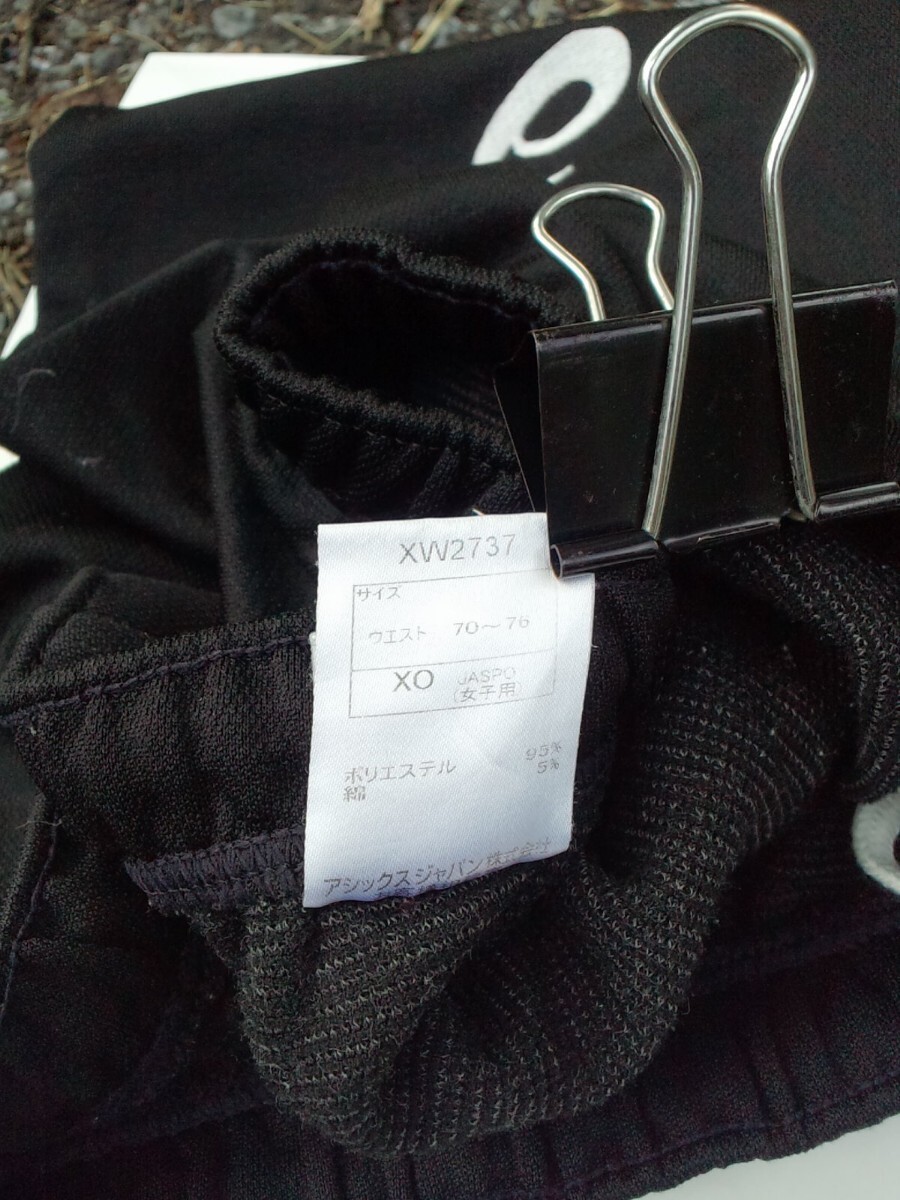 XW2737
サイズ
ウエスト 70～76
XO JASPO
(女子用)
ポリエステル 95%
綿 5%
アシックスジャパン株式会社